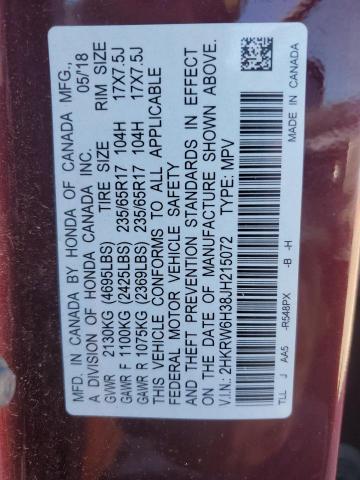 MFD. IN CANADA BY HONDA OF CANADA MFG.,
A DIVISION OF HONDA CANADA INC. 05/18
GVWR 2130KG (4695LBS) TIRE SIZE RIM SIZE
GAWR F 1100KG (2425LBS) 235/65R17 104H 17X7.5J
GAWR R 1075KG (2369LBS) 235/65R17 104H 17X7.5J
THIS VEHICLE CONFORMS TO ALL APPLICABLE
FEDERAL MOTOR VEHICLE SAFETY
AND THEFT PREVENTION STANDARDS IN EFFECT
ON THE DATE OF MANUFACTURE SHOWN ABOVE.
V.I.N.: 2HKRW6H38JH215072 TYPE: MPV
TLL J AA5 -R548PX -B -H MADE IN CANADA